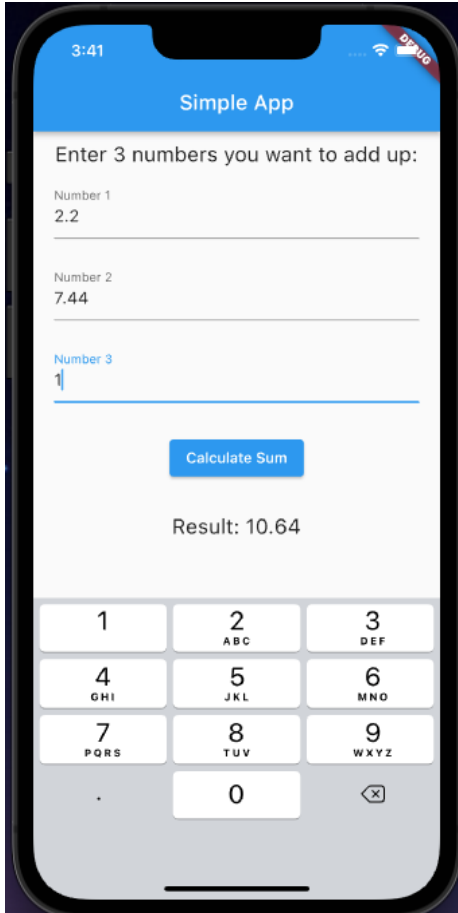 3:41
DEBUG
Simple App
Enter 3 numbers you want to add up:
Number 1
2.2
Number 2
7.44
Number 3
1
Calculate Sum
Result: 10.64
1 2 3
ABC DEF
4 5 6
GHI JKL MNO
7 8 9
PQRS TUV WXYZ
. 0